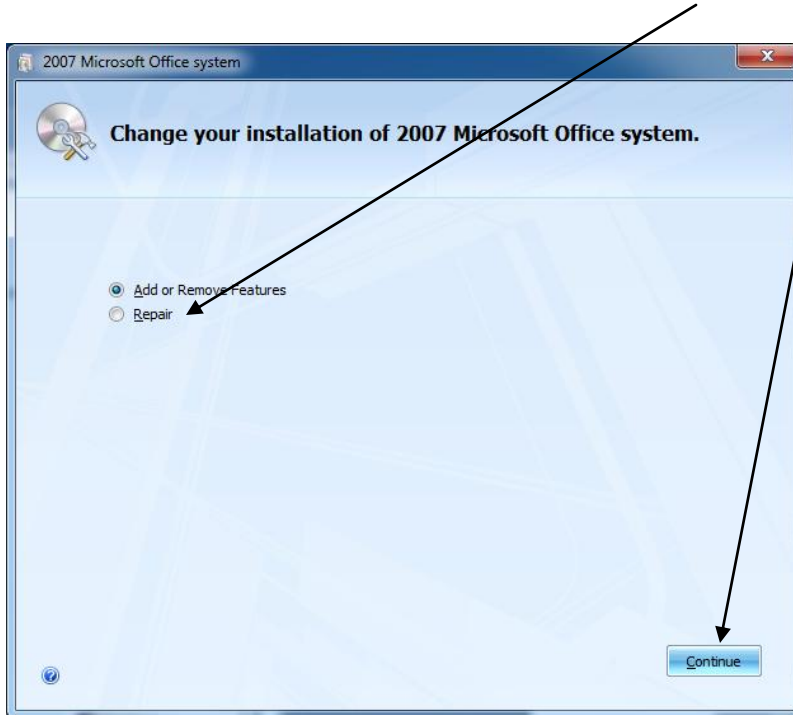 2007 Microsoft Office system
Change your installation of 2007 Microsoft Office system.
Add or Remove Features
Repair
Continue